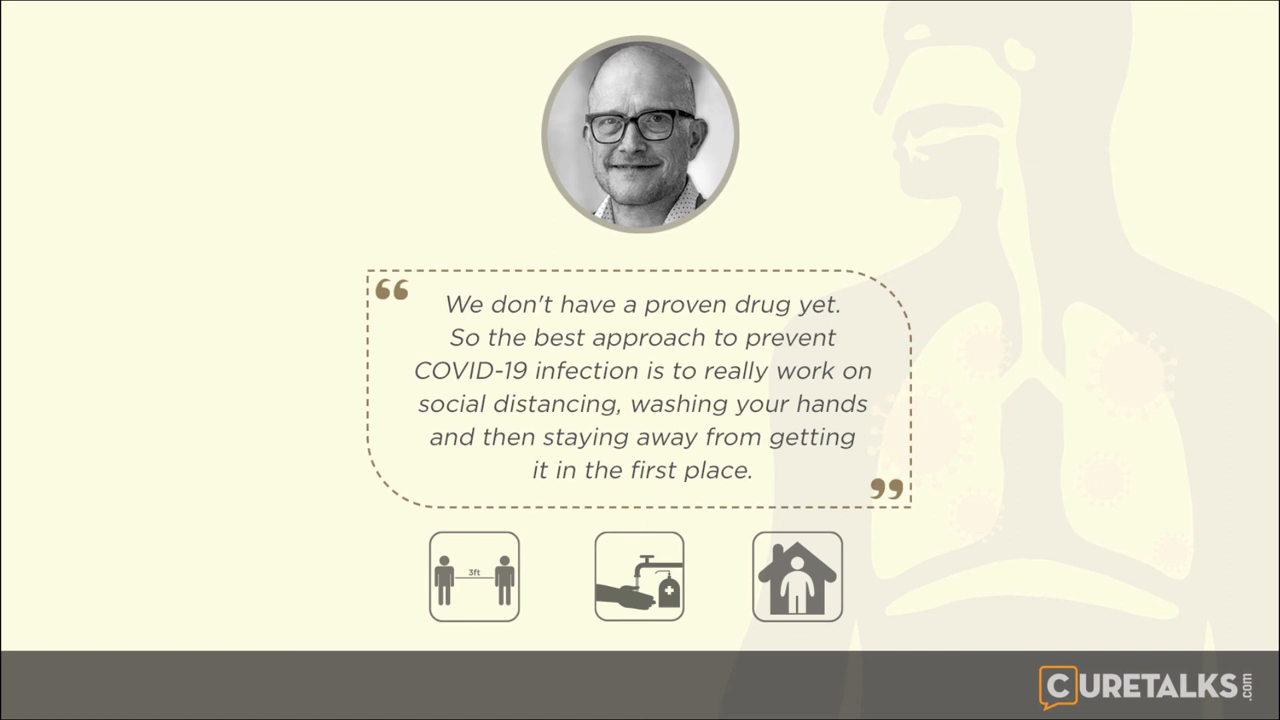 “
We don't have a proven drug yet.
So the best approach to prevent
COVID-19 infection is to really work on
social distancing, washing your hands
and then staying away from getting
it in the first place.
”
3ft
CURETALKS.com